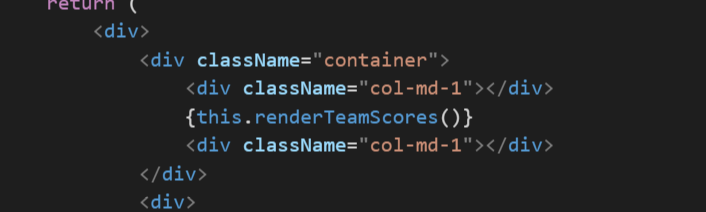 return (
<div>
<div className="container">
<div className="col-md-1"></div>
{this.renderTeamScores()}
<div className="col-md-1"></div>
</div>
<div>